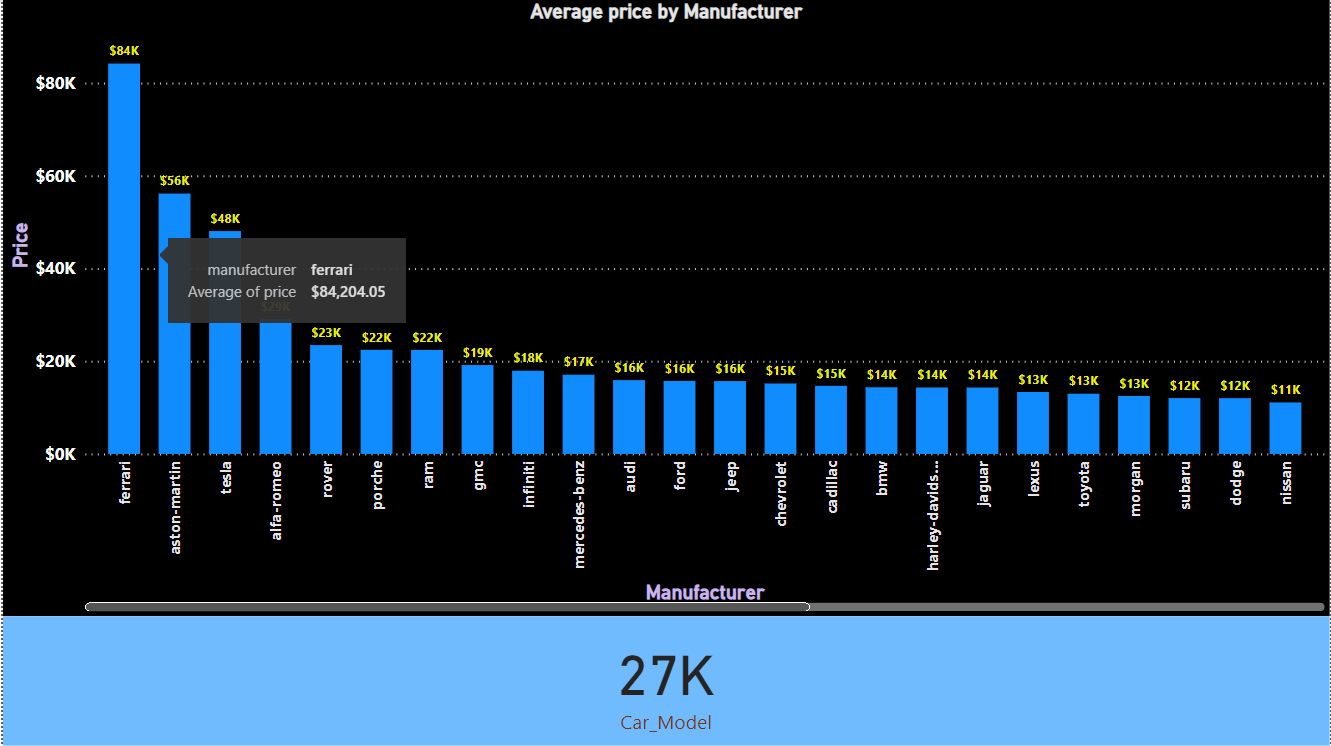 Average price by Manufacturer
$84K
$80K
$60K
$56K
$48K
Price
$40K
manufacturer ferrari
Average of price $84,204.05
$29K
$23K
$22K
$22K
$19K
$18K
$17K
$16K
$16K
$16K
$15K
$15K
$14K
$14K
$14K
$13K
$13K
$13K
$12K
$12K
$11K
$20K
$0K
ferrari
aston-martin
tesla
alfa-romeo
rover
porche
ram
gmc
infiniti
mercedes-benz
audi
ford
jeep
chevrolet
cadillac
bmw
harley-davids...
jaguar
lexus
toyota
morgan
subaru
dodge
nissan
Manufacturer
27K
Car_Model